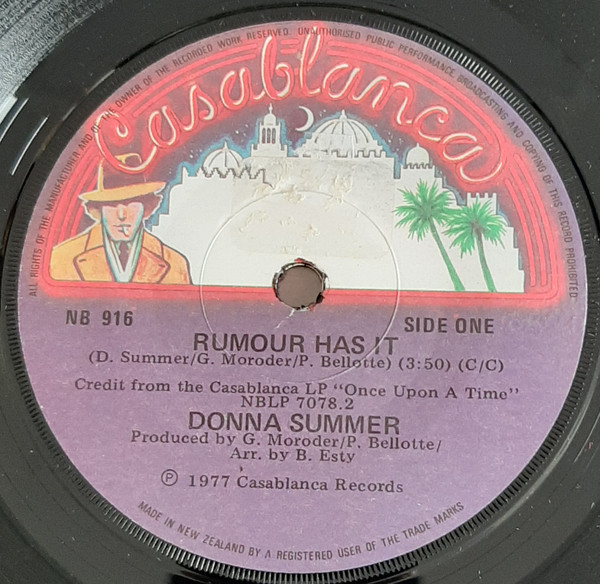 ALL RIGHTS OF THE MANUFACTURER AND OF THE OWNER OF THE RECORDED WORK RESERVED. UNAUTHORISED PUBLIC PERFORMANCE BROADCASTING AND COPYING OF THIS RECORD PROHIBITED
Casablanca
NB 916
SIDE ONE
RUMOUR HAS IT
(D. Summer/G. Moroder/P. Bellotte) (3:50) (C/C)
Credit from the Casablanca LP "Once Upon A Time"
NBLP 7078.2
DONNA SUMMER
Produced by G. Moroder/P. Bellotte/
Arr. by B. Esty
℗ 1977 Casablanca Records
MADE IN NEW ZEALAND BY A REGISTERED USER OF THE TRADE MARKS